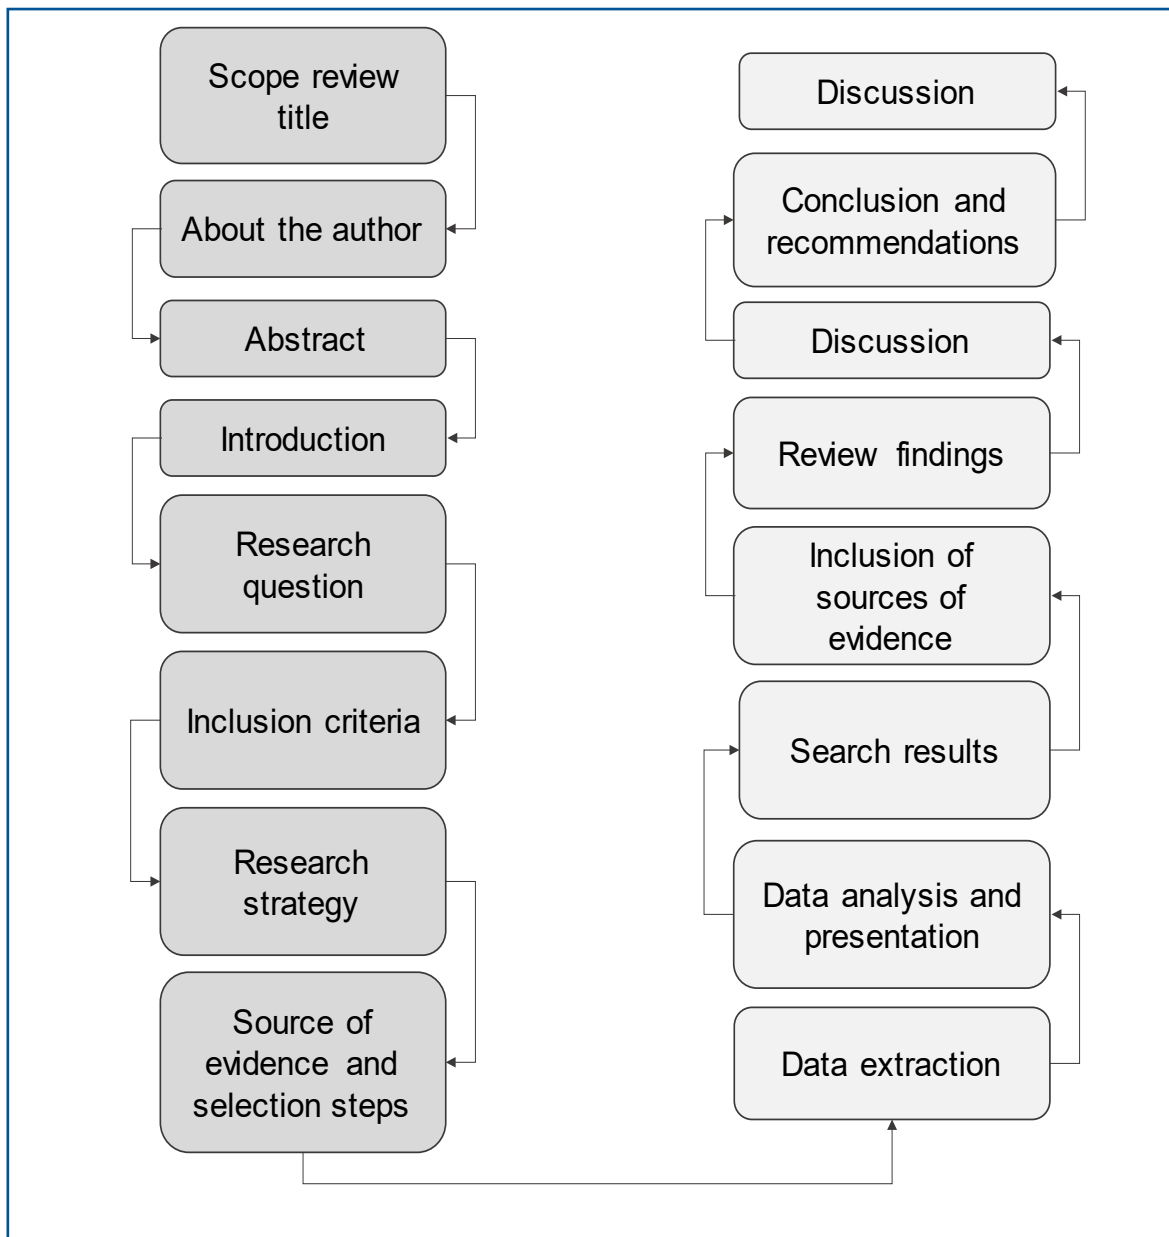 Scope review
title
About the author
Abstract
Introduction
Research
question
Inclusion criteria
Research
strategy
Source of
evidence and
selection steps
Discussion
Conclusion and
recommendations
Discussion
Review findings
Inclusion of
sources of
evidence
Search results
Data analysis and
presentation
Data extraction